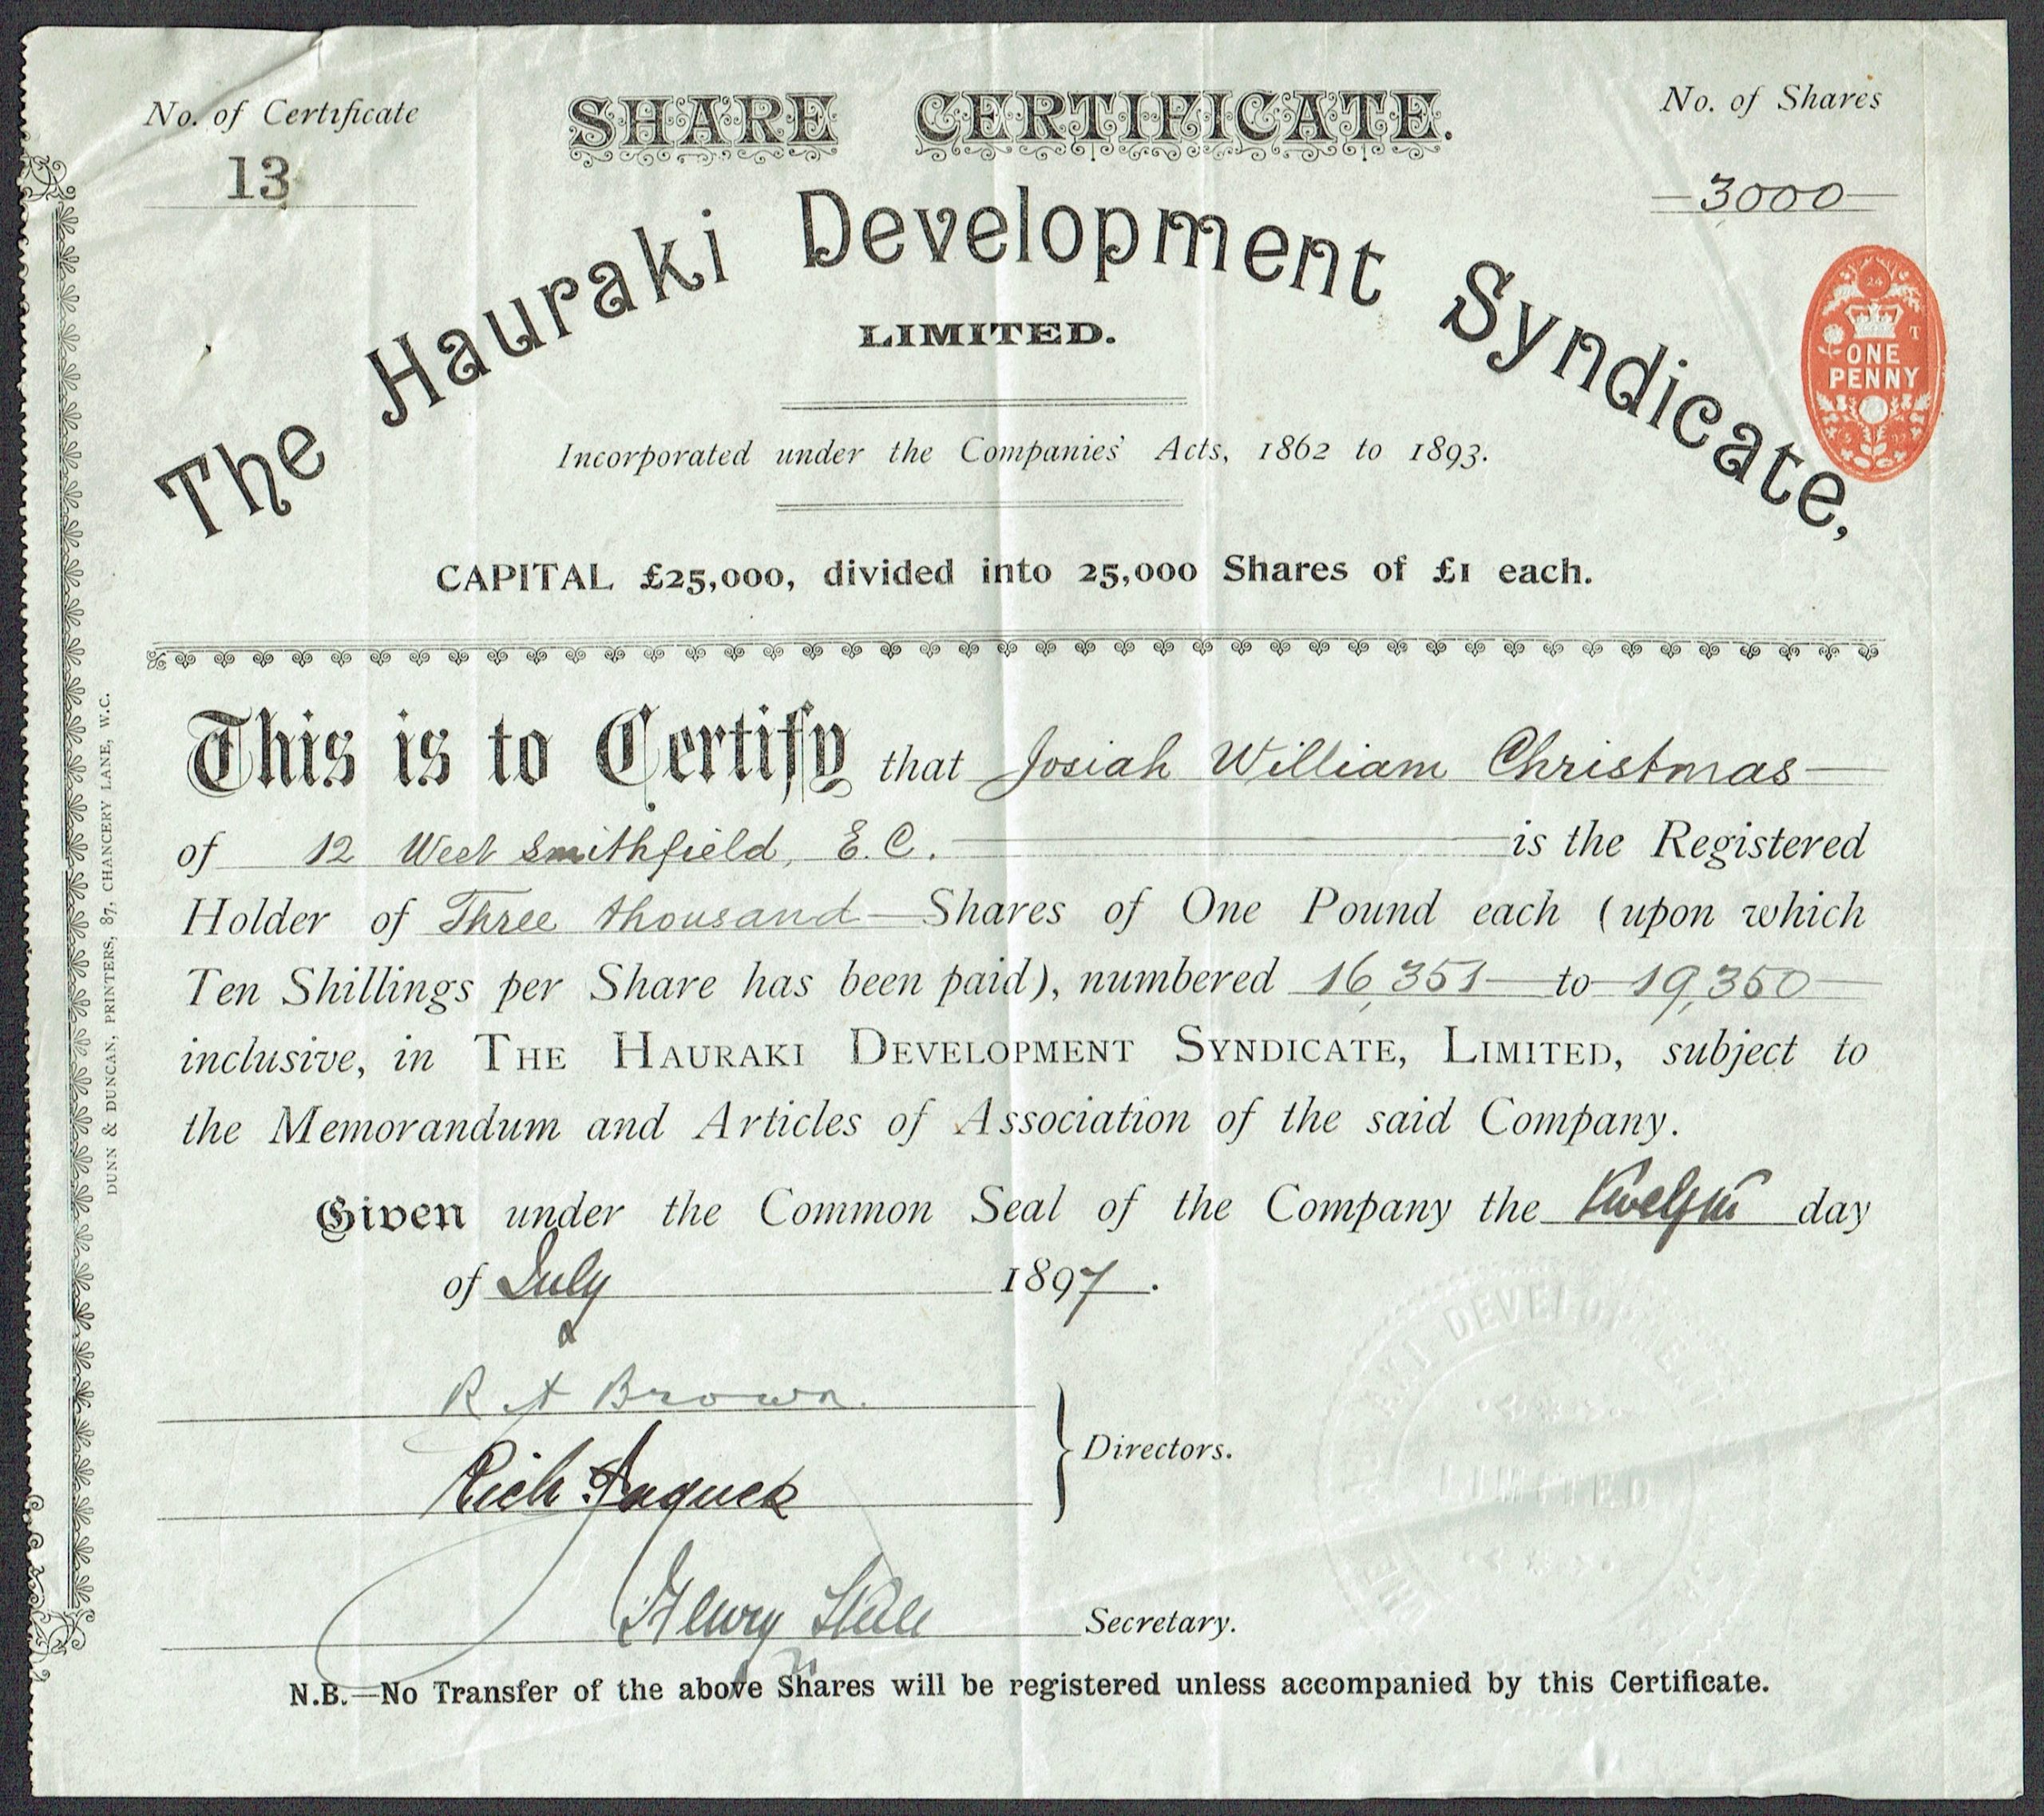 No. of Certificate
13
SHARE CERTIFICATE.
No. of Shares
3000
The Hauraki Development Syndicate,
LIMITED.
ONE
PENNY
Incorporated under the Companies' Acts, 1862 to 1893.
CAPITAL £25,000, divided into 25,000 Shares of £1 each.
This is to Certify that Josiah William Christmas
of 12 West Smithfield, E.C. is the Registered
Holder of Three thousand Shares of One Pound each (upon which
Ten Shillings per Share has been paid), numbered 16,351 to 19,350
inclusive, in THE HAURAKI DEVELOPMENT SYNDICATE, LIMITED, subject to
the Memorandum and Articles of Association of the said Company.
Given under the Common Seal of the Company the Twelfth day
of July 1897.
R A Brown
Rich Jaques
Directors.
Henry
Secretary.
N.B.—No Transfer of the above Shares will be registered unless accompanied by this Certificate.
DUNN & DUNCAN, PRINTERS, 87, CHANCERY LANE, W.C.
DEVELOPMENT
LIMITED